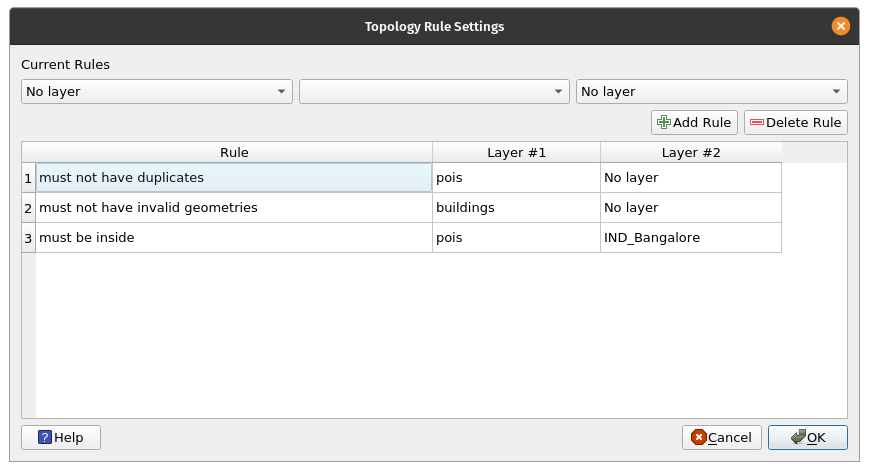 Topology Rule Settings
Current Rules
No layer No layer
Add Rule Delete Rule
Rule Layer #1 Layer #2
1 must not have duplicates pois No layer
2 must not have invalid geometries buildings No layer
3 must be inside pois IND_Bangalore
? Help Cancel OK